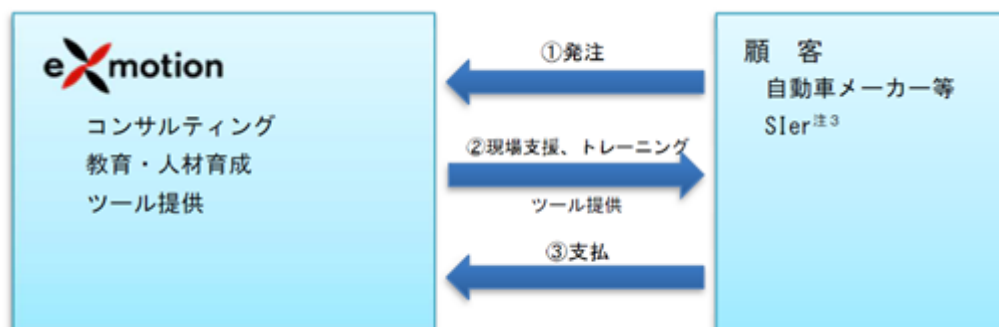 eXmotion
コンサルティング
教育・人材育成
ツール提供
①発注
②現場支援、トレーニング
ツール提供
③支払
顧　客
自動車メーカー等
SIer注３